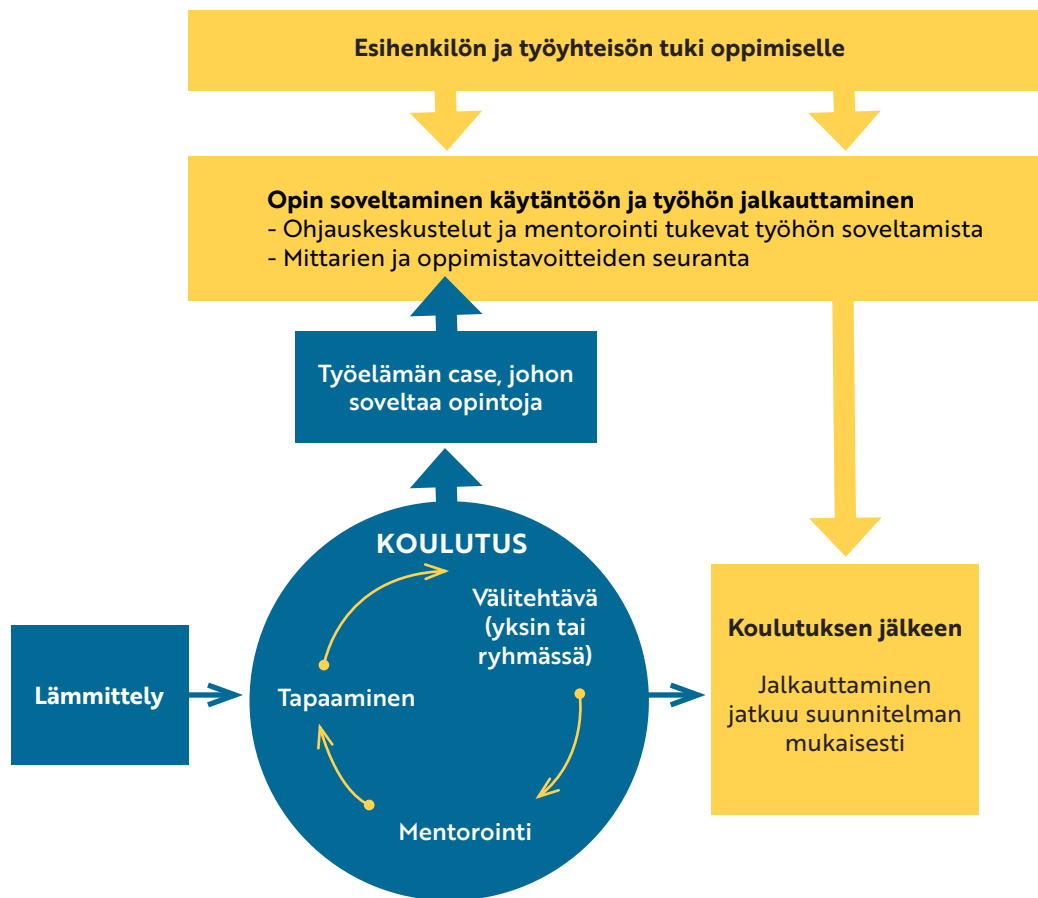 Esihenkilön ja työyhteisön tuki oppimiselle
Opin soveltaminen käytäntöön ja työhön jalkauttaminen
- Ohjauskeskustelut ja mentorointi tukevat työhön soveltamista
- Mittarien ja oppimistavoitteiden seuranta
Työelämän case, johon
soveltaa opintoja
KOULUTUS
Välitehtävä
(yksin tai
ryhmässä)
Tapaaminen
Mentorointi
Lämmittely
Koulutuksen jälkeen
Jalkauttaminen
jatkuu suunnitelman
mukaisesti